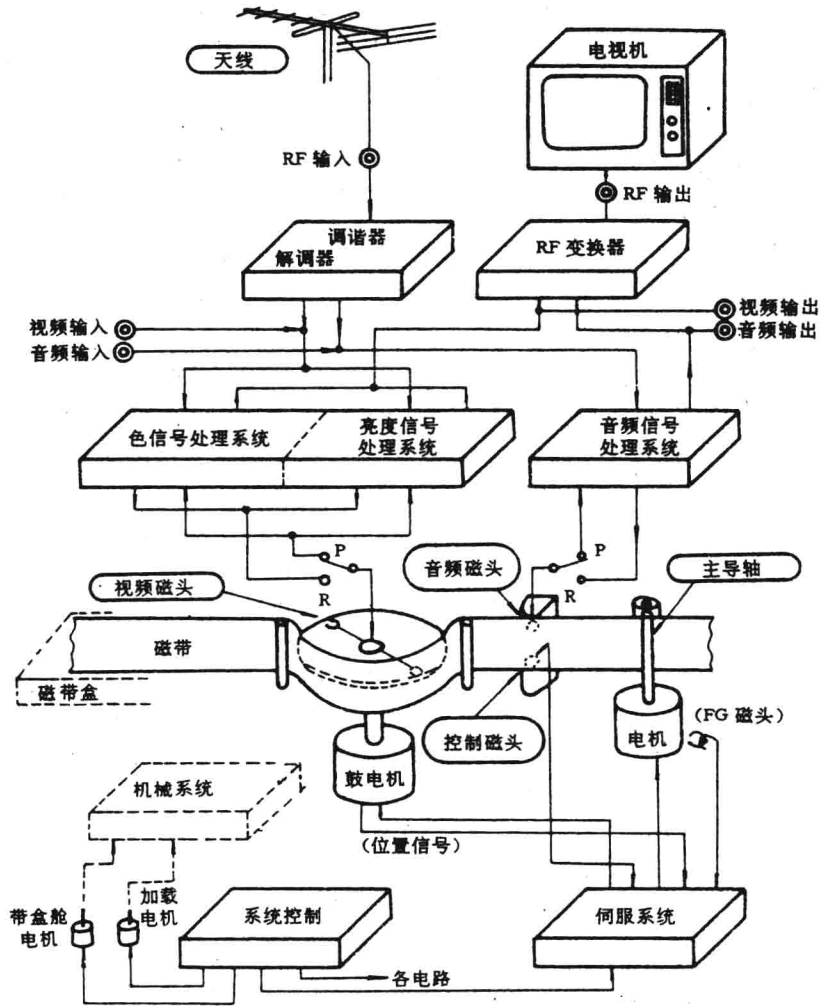 天线
电视机
RF 输入
RF 输出
调谐器
解调器
RF 变换器
视频输入
音频输入
视频输出
音频输出
色信号处理系统
亮度信号
处理系统
音频信号
处理系统
P
R
P
R
视频磁头
音频磁头
主导轴
磁带
磁带盒
控制磁头
电机
(FG 磁头)
鼓电机
机械系统
(位置信号)
带盒舱
电机
加载
电机
系统控制
伺服系统
各电路